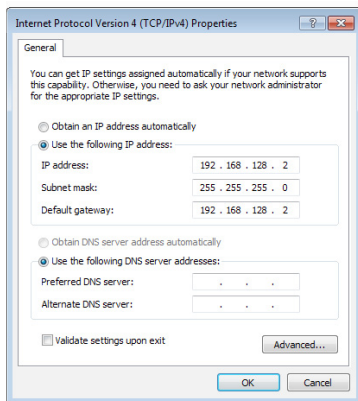 Internet Protocol Version 4 (TCP/IPv4) Properties
General
You can get IP settings assigned automatically if your network supports
this capability. Otherwise, you need to ask your network administrator
for the appropriate IP settings.
Obtain an IP address automatically
Use the following IP address:
IP address: 192 . 168 . 128 . 2
Subnet mask: 255 . 255 . 255 . 0
Default gateway: 192 . 168 . 128 . 2
Obtain DNS server address automatically
Use the following DNS server addresses:
Preferred DNS server: . . .
Alternate DNS server: . . .
Validate settings upon exit
Advanced...
OK Cancel